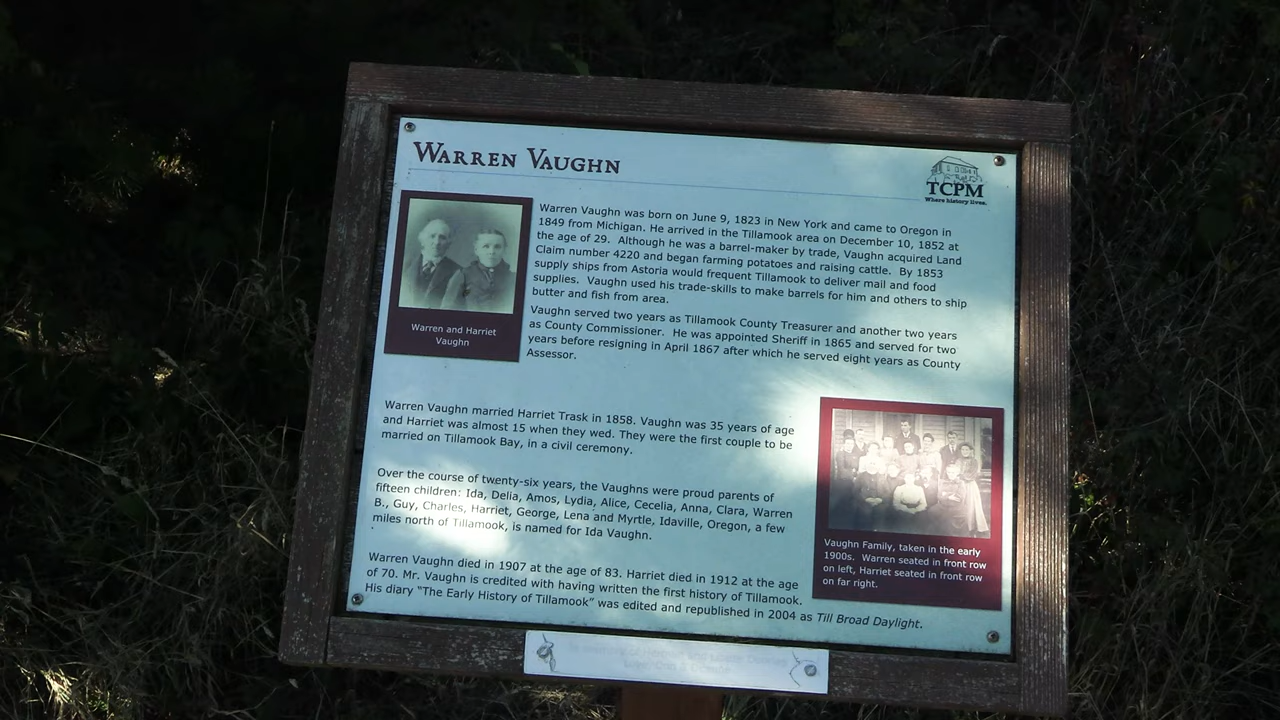 WARREN VAUGHN
TCPM
Where history lives.
Warren Vaughn was born on June 9, 1823 in New York and came to Oregon in
1849 from Michigan. He arrived in the Tillamook area on December 10, 1852 at
the age of 29. Although he was a barrel-maker by trade, Vaughn acquired Land
Claim number 4220 and began farming potatoes and raising cattle. By 1853
supply ships from Astoria would frequent Tillamook to deliver mail and food
supplies. Vaughn used his trade-skills to make barrels for him and others to ship
butter and fish from area.
Vaughn served two years as Tillamook County Treasurer and another two years
as County Commissioner. He was appointed Sheriff in 1865 and served for two
years before resigning in April 1867 after which he served eight years as County
Assessor.
Warren and Harriet
Vaughn
Warren Vaughn married Harriet Trask in 1858. Vaughn was 35 years of age
and Harriet was almost 15 when they wed. They were the first couple to be
married on Tillamook Bay, in a civil ceremony.
Over the course of twenty-six years, the Vaughns were proud parents of
fifteen children: Ida, Delia, Amos, Lydia, Alice, Cecelia, Anna, Clara, Warren
B., Guy, Charles, Harriet, George, Lena and Myrtle, Idaville, Oregon, a few
miles north of Tillamook, is named for Ida Vaughn.
Vaughn Family, taken in the early
1900s. Warren seated in front row
on left, Harriet seated in front row
on far right.
Warren Vaughn died in 1907 at the age of 83. Harriet died in 1912 at the age
of 70. Mr. Vaughn is credited with having written the first history of Tillamook.
His diary “The Early History of Tillamook” was edited and republished in 2004 as Till Broad Daylight.